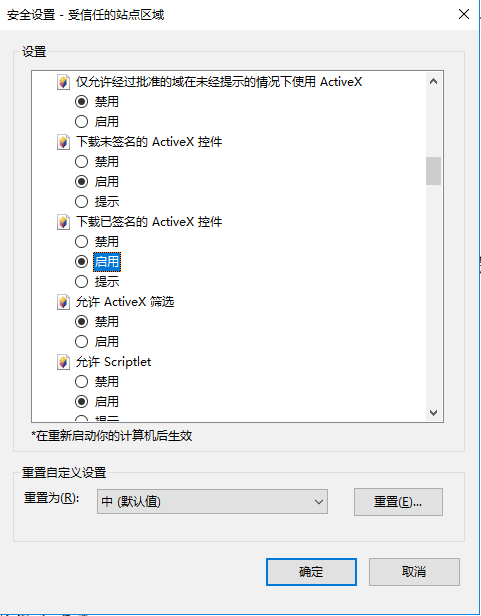 安全设置 - 受信任的站点区域
设置
仅允许经过批准的域在未经提示的情况下使用 ActiveX
禁用
启用
下载未签名的 ActiveX 控件
禁用
启用
提示
下载已签名的 ActiveX 控件
禁用
启用
提示
允许 ActiveX 筛选
禁用
启用
允许 Scriptlet
禁用
启用
提示
*在重新启动你的计算机后生效
重置自定义设置
重置为(R):
中 (默认值)
重置(E)...
确定
取消